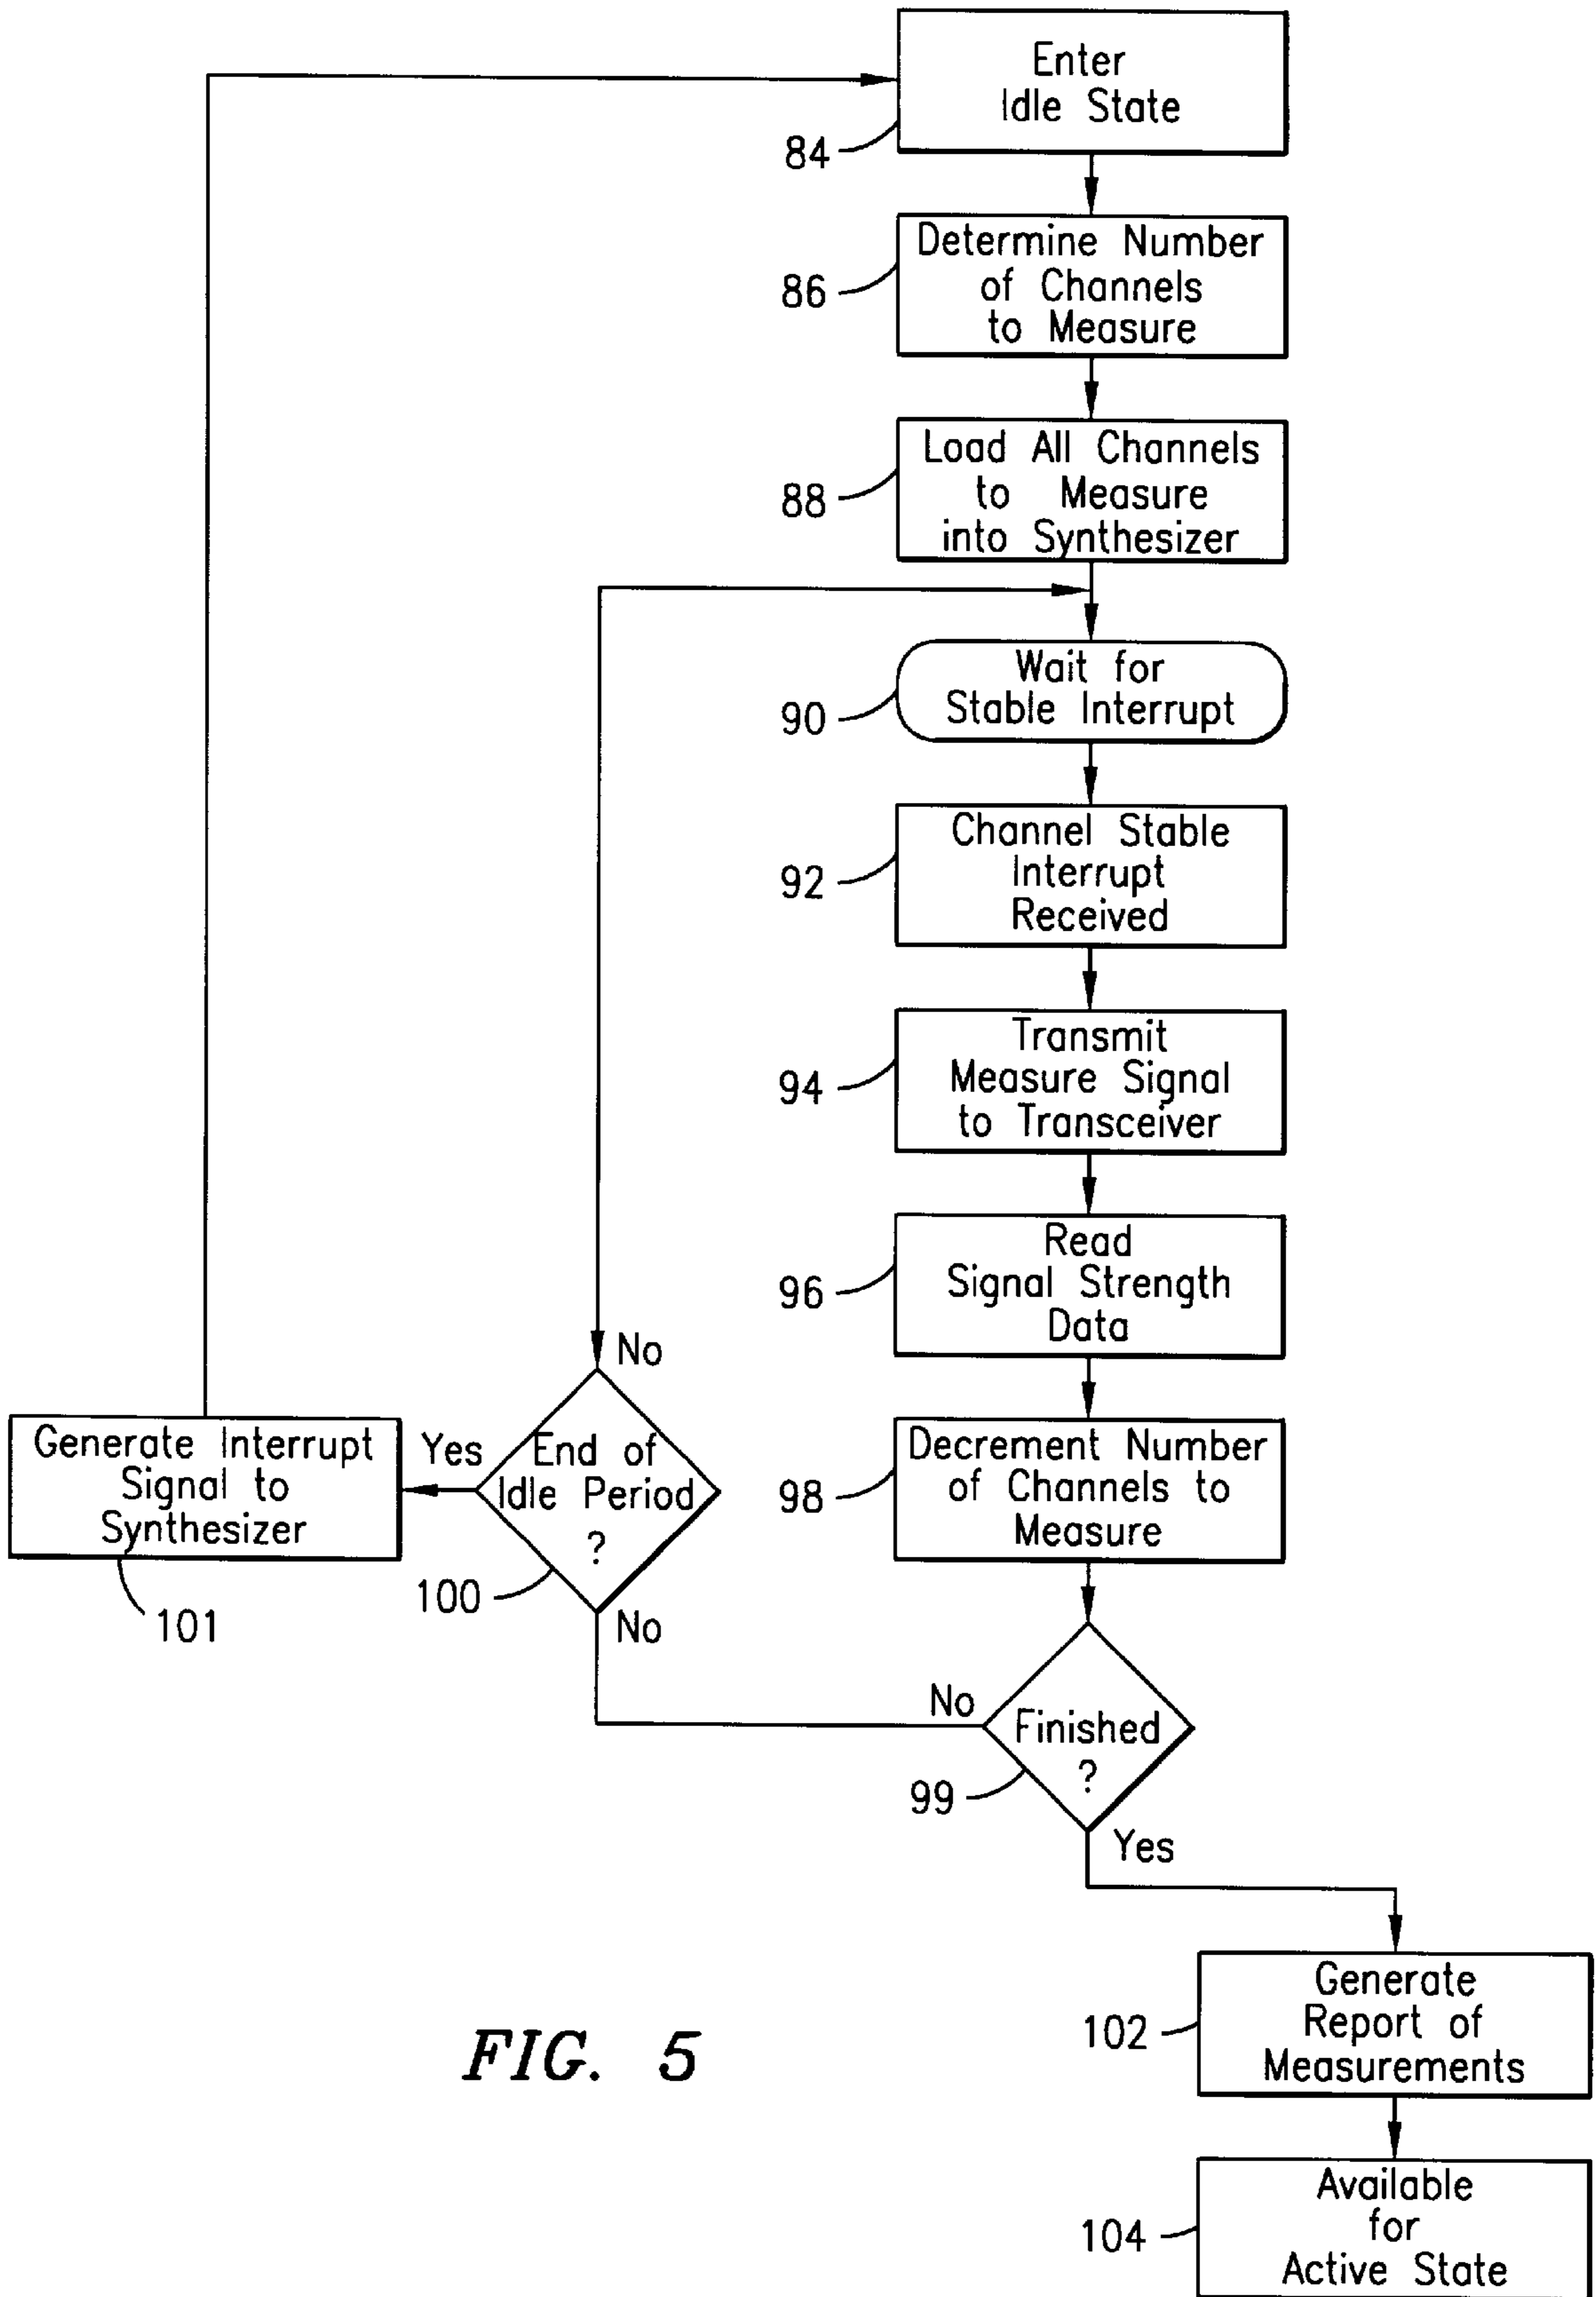 Enter
Idle State
84
Determine Number
of Channels
to Measure
86
Load All Channels
to Measure
into Synthesizer
88
Wait for
Stable Interrupt
90
Channel Stable
Interrupt
Received
92
Transmit
Measure Signal
to Transceiver
94
Read
Signal Strength
Data
96
Decrement Number
of Channels to
Measure
98
Finished
?
99
No
Yes
No
End of
Idle Period
?
100
No
Yes
Generate Interrupt
Signal to
Synthesizer
101
Generate
Report of
Measurements
102
Available
for
Active State
104
FIG. 5